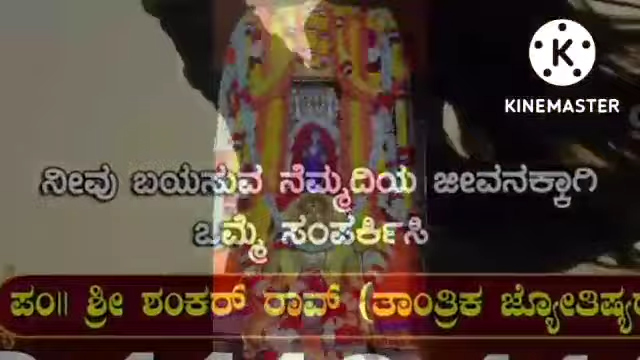 KINEMASTER
ನೀವು ಬಯಸುವ ನೆಮ್ಮದಿಯ ಜೀವನಕ್ಕಾಗಿ
ಒಮ್ಮೆ ಸಂಪರ್ಕಿಸಿ
ಪಂ|| ಶ್ರೀ ಶಂಕರ್ ರಾವ್ (ತಾಂತ್ರಿಕ